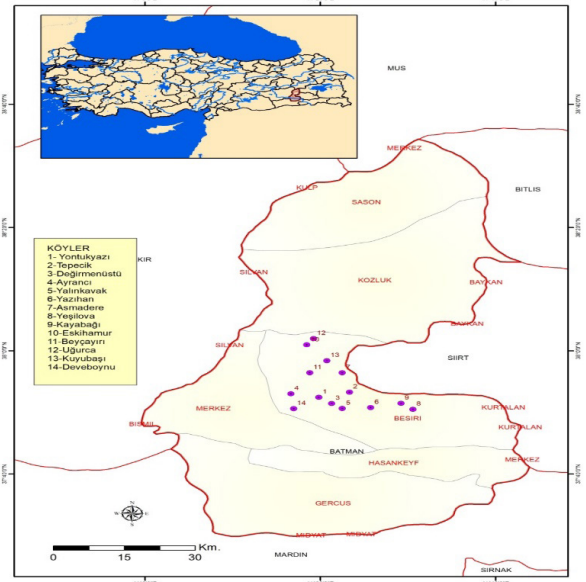 MUS
MERKEZ
KULP
SASON
BITLIS
KÖYLER
1- Yontukyazı
2-Tepecik
3-Değirmenüstü
4-Ayrancı
5-Yalınkavak
6-Yazıhan
7-Asmadere
8-Yeşilova
9-Kayabağı
10-Eskihamur
11-Beyçayırı
12-Uğurca
13-Kuyubaşı
14-Deveboynu
KIR
SILVAN
KOZLUK
BAYKAN
BAYKAN
SILVAN
SIIRT
12
13
11
2
4
1
14
3
5
6
8
MERKEZ
BISMIL
BESIRI
KURTALAN
KURTALAN
BATMAN
HASANKEYF
MERKEZ
GERCUS
N
W
E
S
MIDYAT
MIDYAT
Km.
0
15
30
MARDIN
SIRNAK